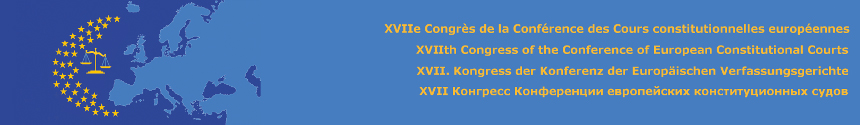 XVIIe Congrès de la Conférence des Cours constitutionnelles européennes
XVIIth Congress of the Conference of European Constitutional Courts
XVII. Kongress der Konferenz der Europäischen Verfassungsgerichte
XVII Конгресс Конференции европейских конституционных судов